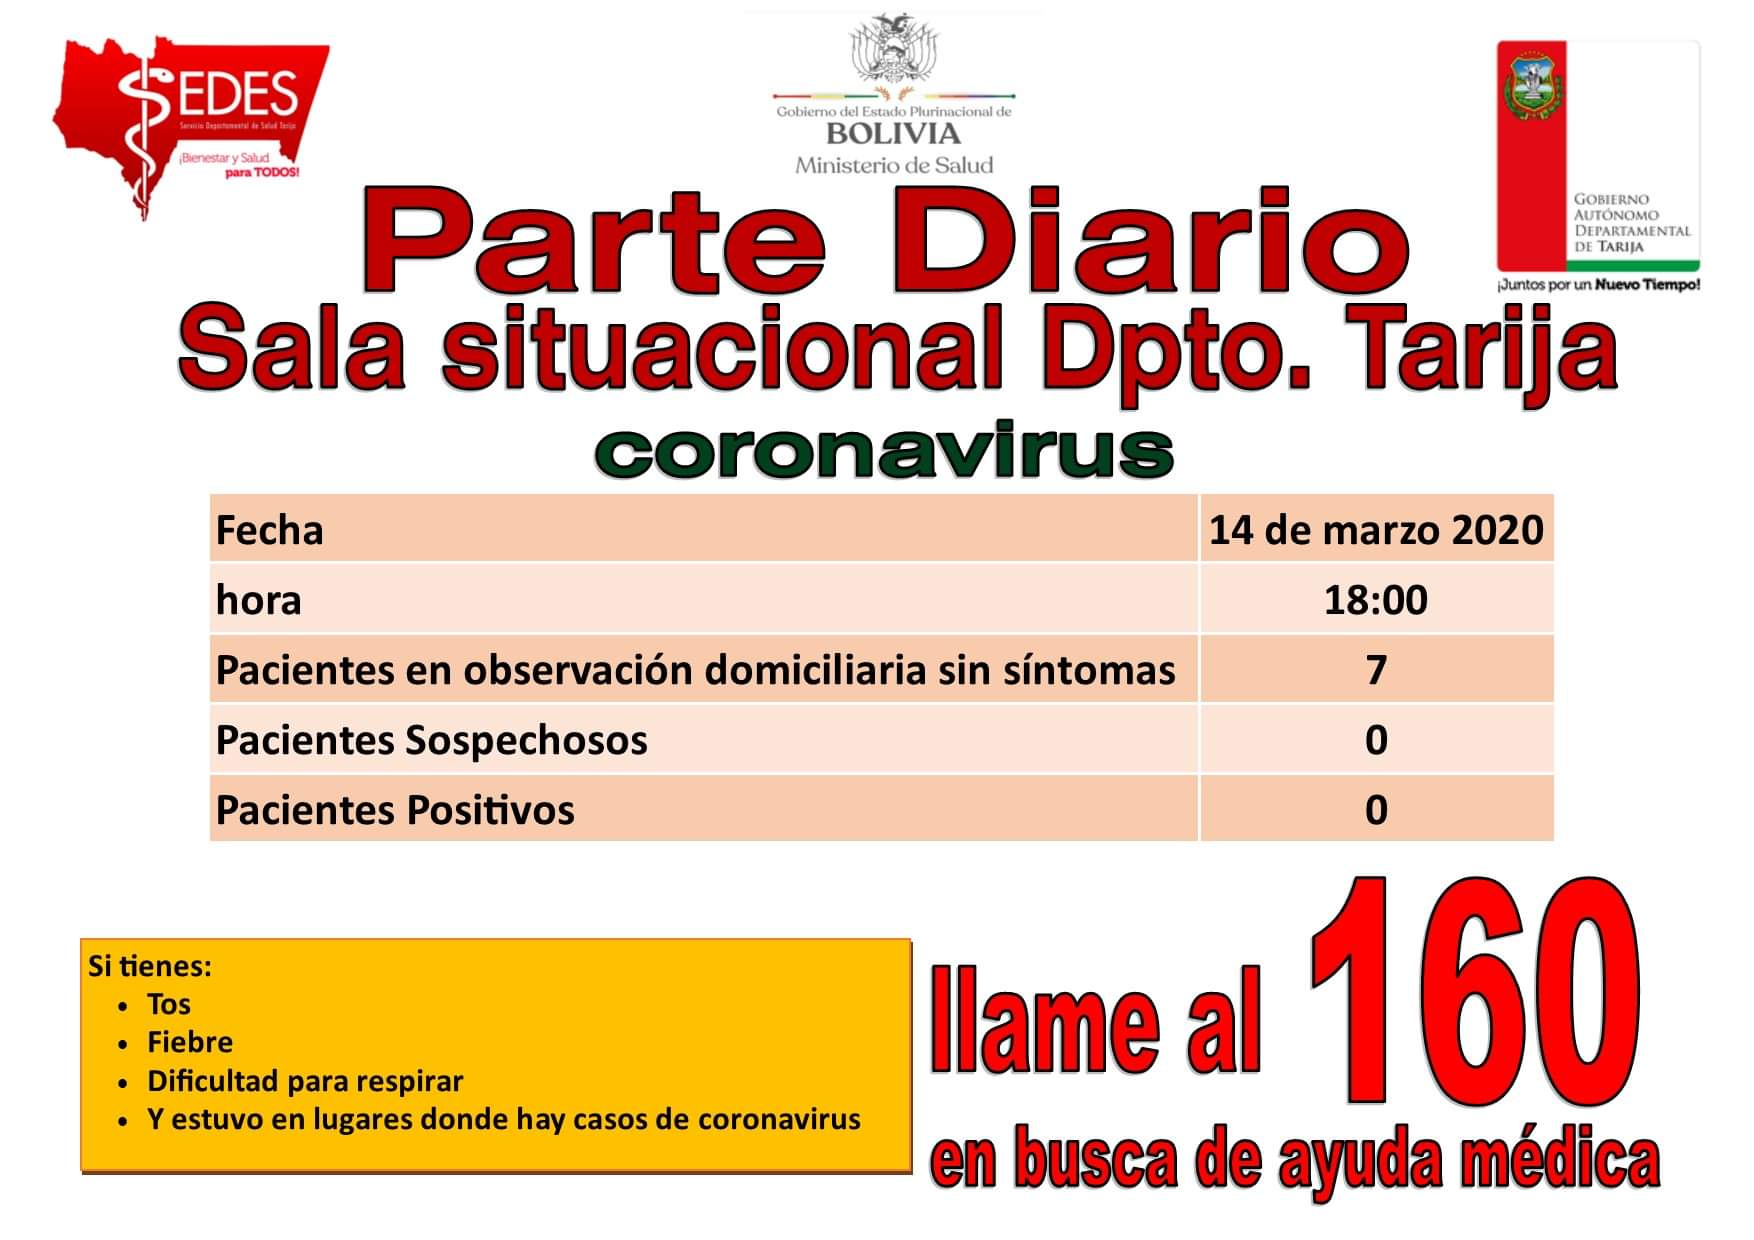 SEDES
Servicio Departamental de Salud Tarija
¡Bienestar y Salud
para TODOS!
Gobierno del Estado Plurinacional de
BOLIVIA
Ministerio de Salud
GOBIERNO
AUTÓNOMO
DEPARTAMENTAL
DE TARIJA
¡Juntos por un Nuevo Tiempo!
Parte Diario
Sala situacional Dpto. Tarija
coronavirus
Fecha 14 de marzo 2020
hora 18:00
Pacientes en observación domiciliaria sin síntomas 7
Pacientes Sospechosos 0
Pacientes Positivos 0
Si tienes:
• Tos
• Fiebre
• Dificultad para respirar
• Y estuvo en lugares donde hay casos de coronavirus
llame al 160
en busca de ayuda médica